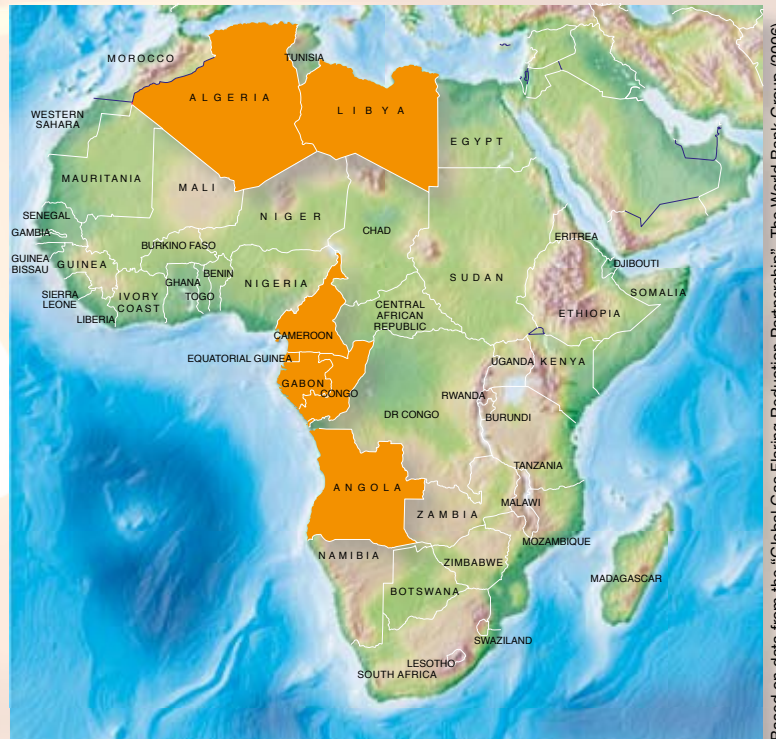 MOROCCO
TUNISIA
ALGERIA
LIBYA
WESTERN
SAHARA
EGYPT
MAURITANIA
MALI
NIGER
SENEGAL
CHAD
GAMBIA
ERITREA
BURKINO FASO
GUINEA
BISSAU
GUINEA
DJIBOUTI
BENIN
SUDAN
GHANA
NIGERIA
SOMALIA
SIERRA
LEONE
IVORY
COAST
TOGO
CENTRAL
AFRICAN
REPUBLIC
ETHIOPIA
LIBERIA
CAMEROON
EQUATORIAL GUINEA
UGANDA
KENYA
GABON
CONGO
RWANDA
DR CONGO
BURUNDI
TANZANIA
ANGOLA
MALAWI
ZAMBIA
MOZAMBIQUE
NAMIBIA
ZIMBABWE
MADAGASCAR
BOTSWANA
SWAZILAND
LESOTHO
SOUTH AFRICA
Based on data from the "Global Gas Flaring Reduction Partnership", The World Bank Group (2006)